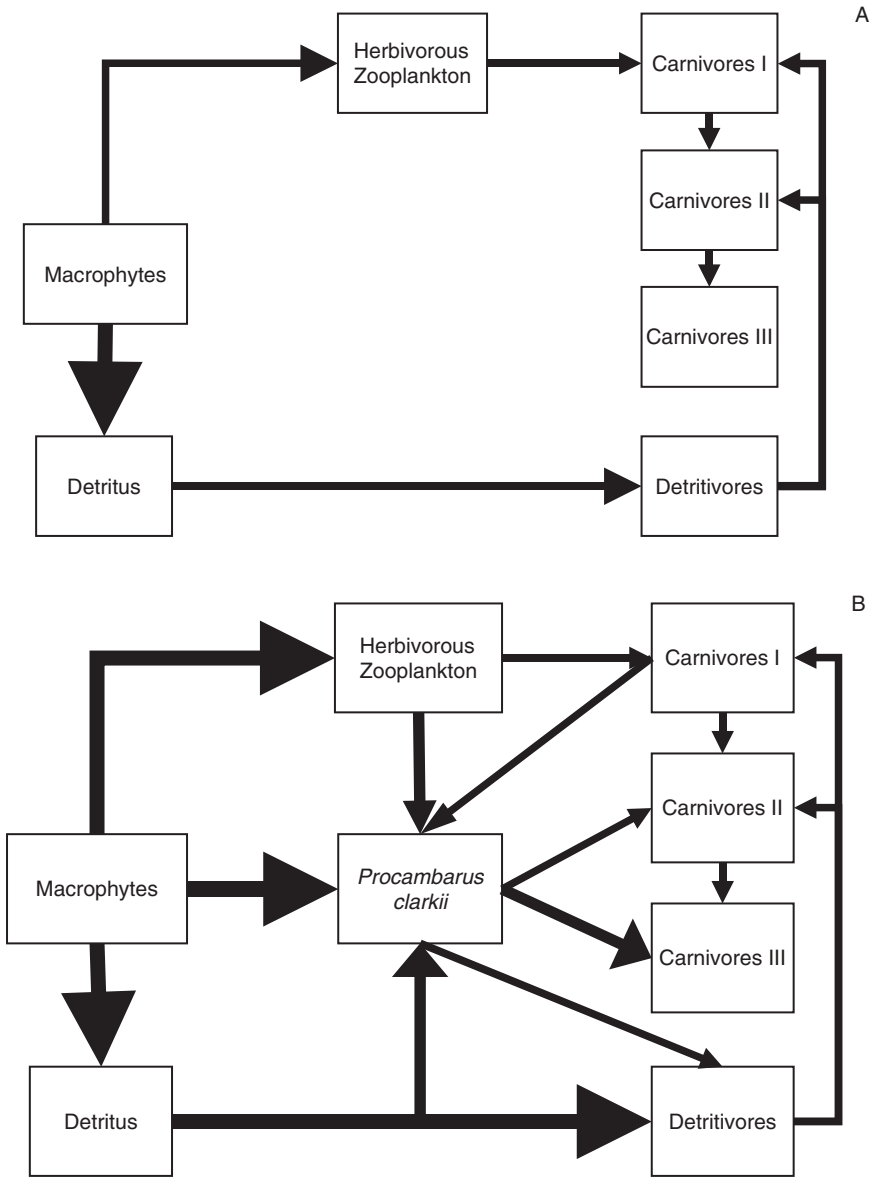 A
Herbivorous
Zooplankton
Carnivores I
Carnivores II
Macrophytes
Carnivores III
Detritus
Detritivores
B
Herbivorous
Zooplankton
Carnivores I
Carnivores II
Macrophytes
Procambarus
clarkii
Carnivores III
Detritus
Detritivores